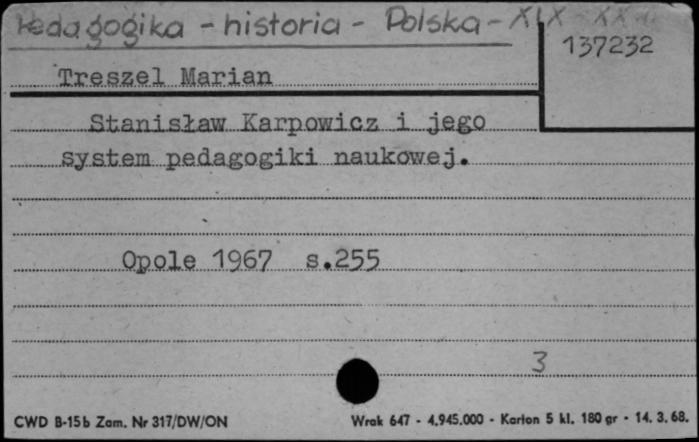 Pedagogika - historia - Polska - XIX - XX w.
137232
Treszel Marian
Stanisław Karpowicz i jego
system pedagogiki naukowej.
Opole 1967 s.255
3
CWD B-15b Zam. Nr 317/DW/ON
Wrak 647 - 4.945.000 - Karton 5 kl. 180 gr - 14. 3. 68.